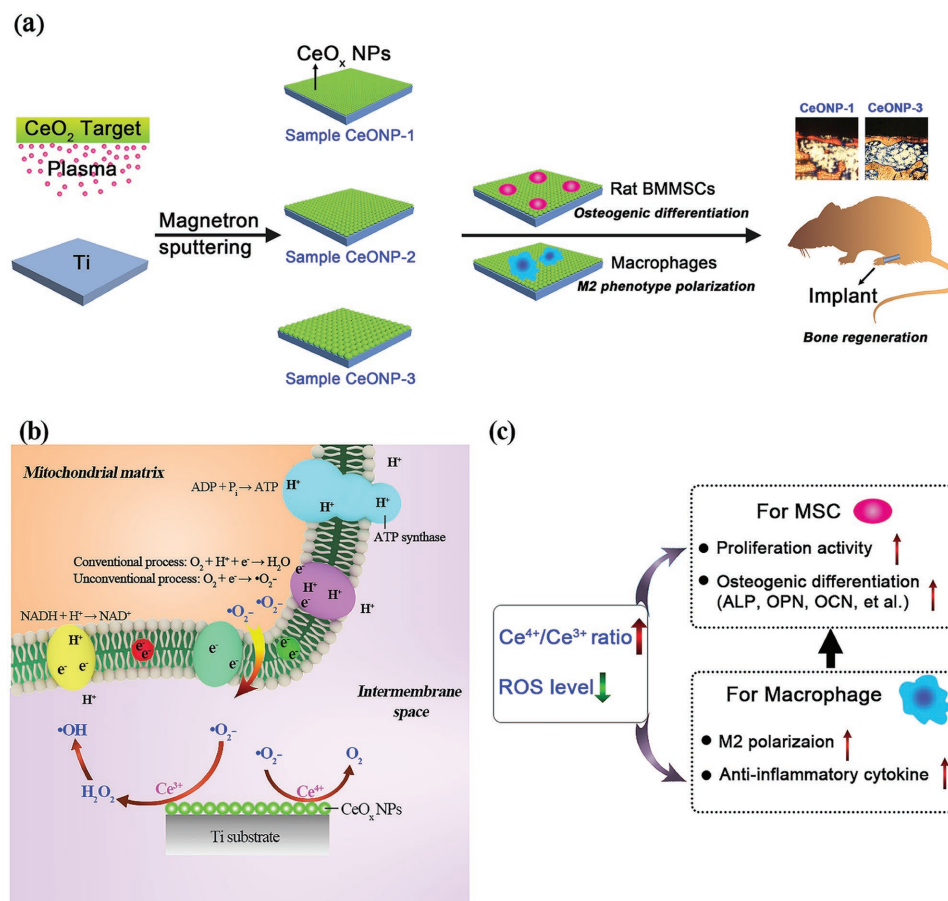 (a)
CeOₓ NPs
Sample CeONP-1
CeO₂ Target
Plasma
Ti
Magnetron
sputtering
Sample CeONP-2
Sample CeONP-3
Rat BMMSCs
Osteogenic differentiation
Macrophages
M2 phenotype polarization
CeONP-1 CeONP-3
Implant
Bone regeneration
(b)
Mitochondrial matrix
ADP + Pᵢ → ATP
H⁺
H⁺
H⁺
H⁺
ATP synthase
Conventional process: O₂ + H⁺ + e⁻→ H₂O
Unconventional process: O₂ + e⁻→ •O₂⁻
e⁻
H⁺
H⁺
e⁻
H⁺
•O₂⁻ •O₂⁻
NADH + H⁺→ NAD⁺
H⁺
e⁻
e⁻
e⁻
e⁻ e⁻
e⁻
e⁻
e⁻ e⁻
H⁺
Intermembrane
space
•OH
•O₂⁻
•O₂⁻
O₂
H₂O₂
Ce³⁺
Ce⁴⁺
CeOₓ NPs
Ti substrate
(c)
Ce⁴⁺/Ce³⁺ ratio
ROS level
For MSC
● Proliferation activity
● Osteogenic differentiation
(ALP, OPN, OCN, et al.)
For Macrophage
● M2 polarizaion
● Anti-inflammatory cytokine